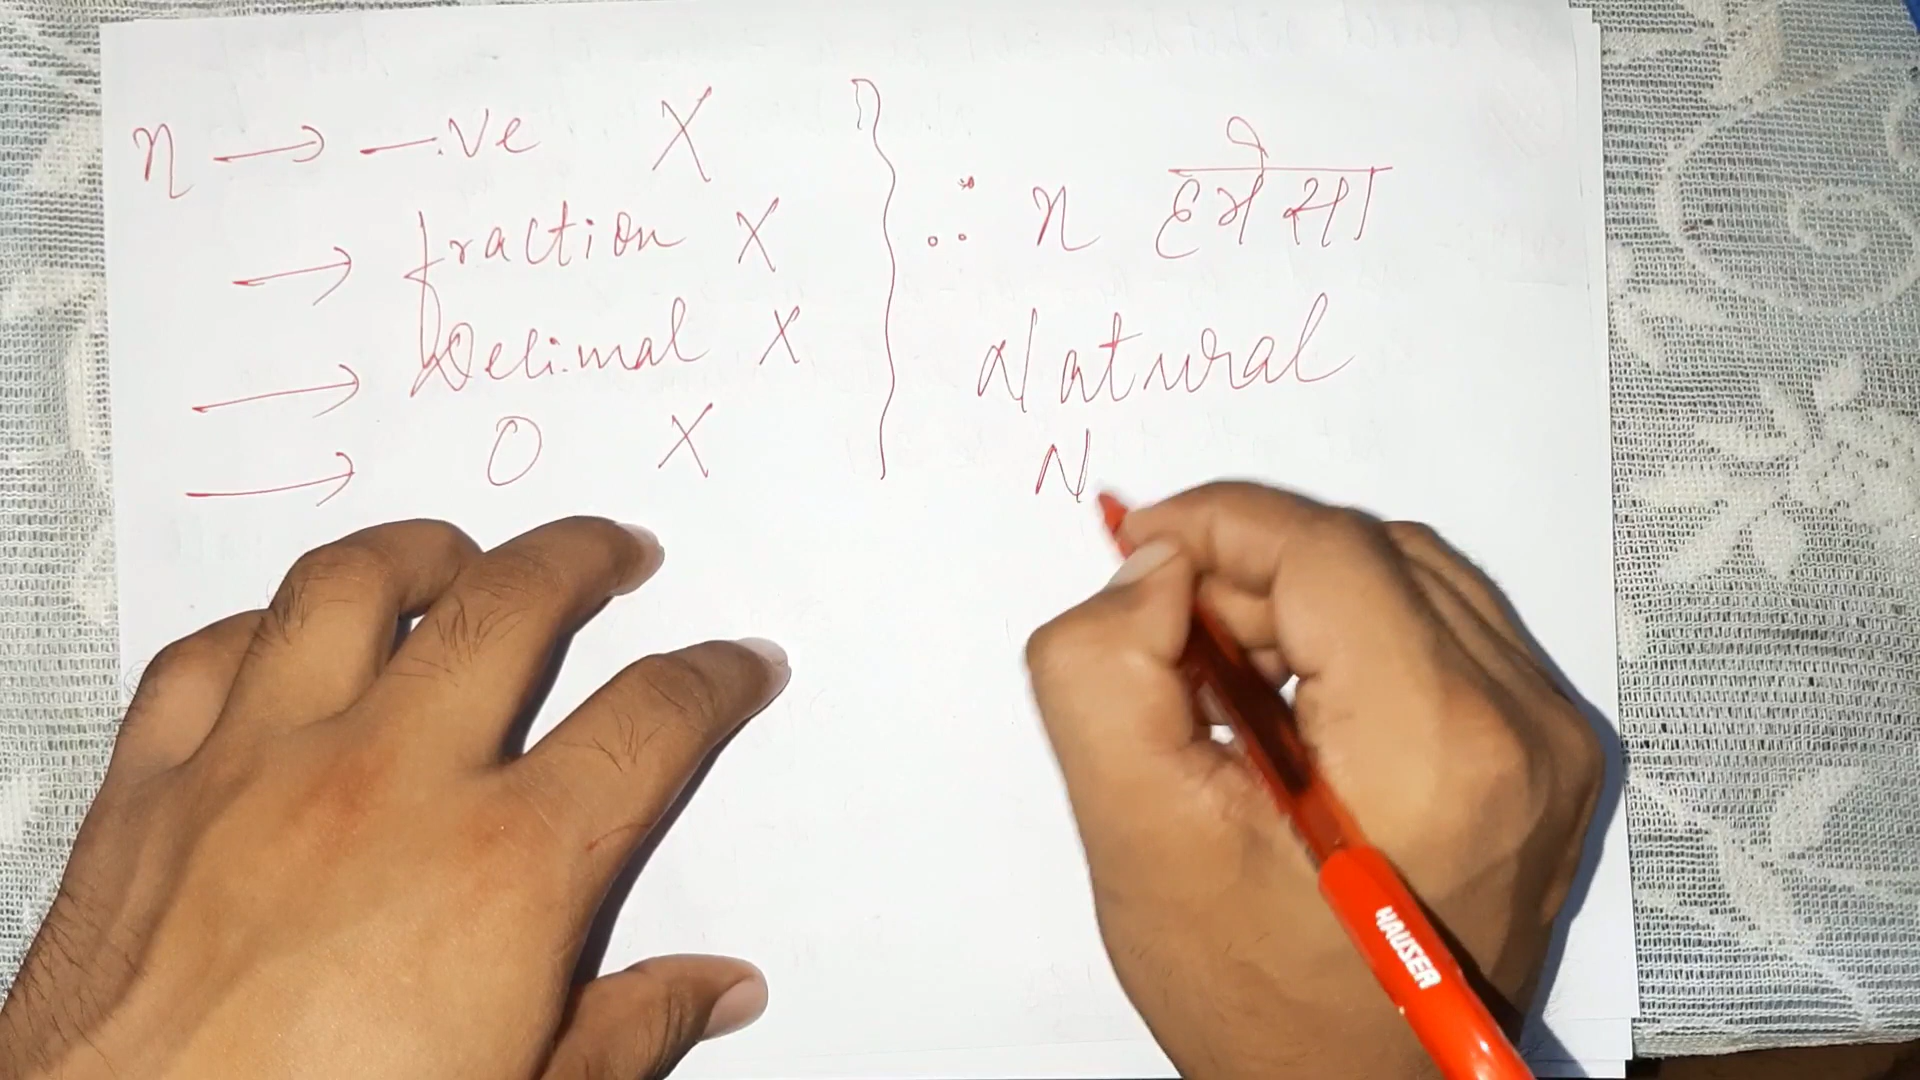 n → -ve X
→ fraction X
→ Decimal X
→ 0 X
∴ n हमेसा
Natural
N
HAUSER